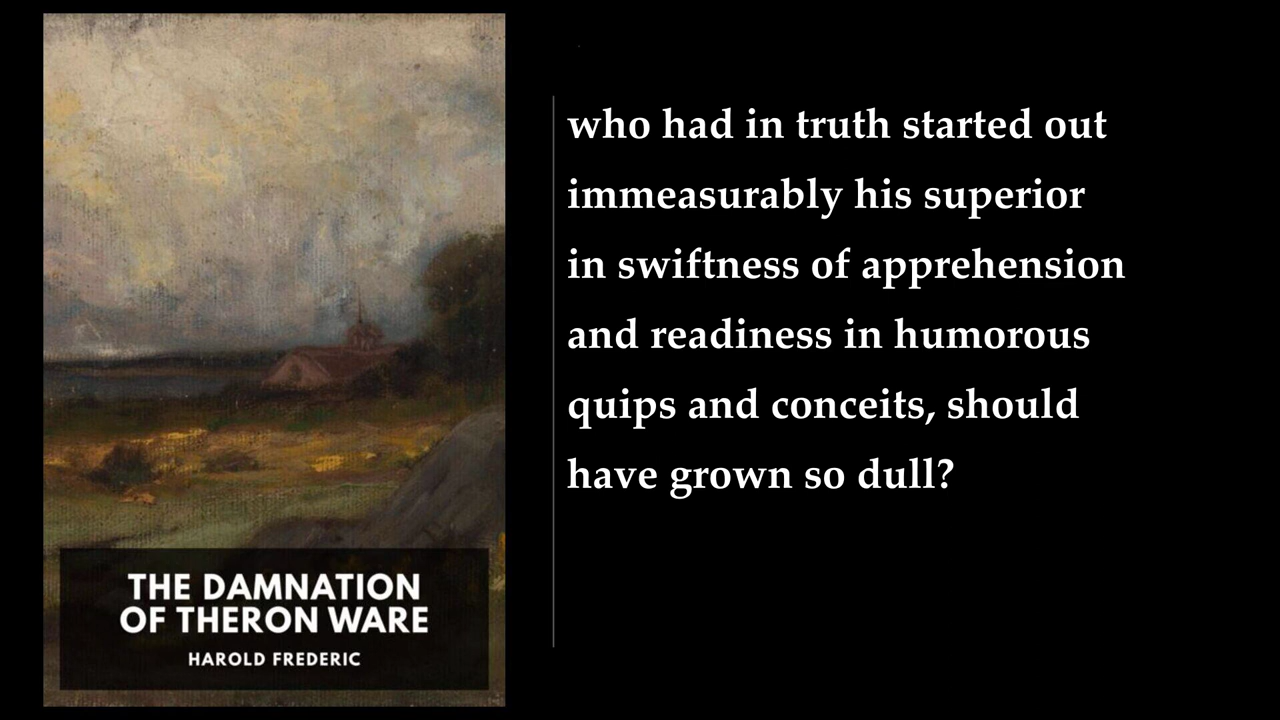 who had in truth started out
immeasurably his superior
in swiftness of apprehension
and readiness in humorous
quips and conceits, should
have grown so dull?
THE DAMNATION
OF THERON WARE
HAROLD FREDERIC